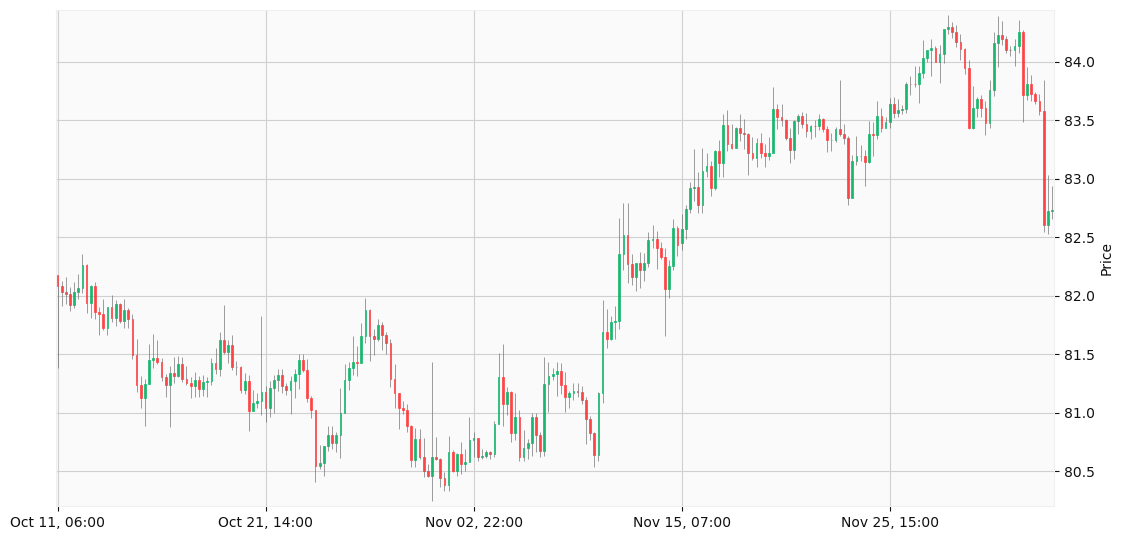 84.0
83.5
83.0
82.5
82.0
81.5
81.0
80.5
Price
Oct 11, 06:00
Oct 21, 14:00
Nov 02, 22:00
Nov 15, 07:00
Nov 25, 15:00